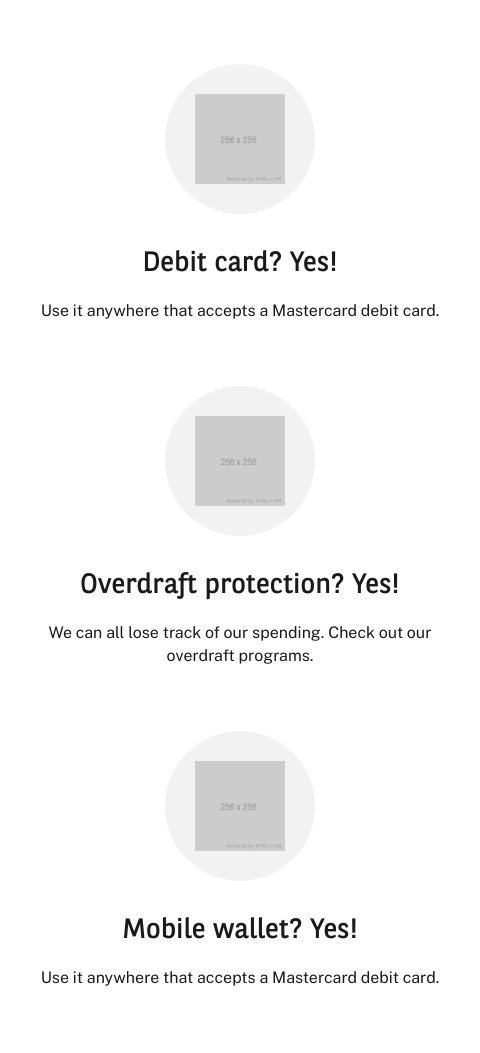 256 x 256
Powered by HTML.COM
Debit card? Yes!
Use it anywhere that accepts a Mastercard debit card.
256 x 256
Powered by HTML.COM
Overdraft protection? Yes!
We can all lose track of our spending. Check out our
overdraft programs.
256 x 256
Powered by HTML.COM
Mobile wallet? Yes!
Use it anywhere that accepts a Mastercard debit card.